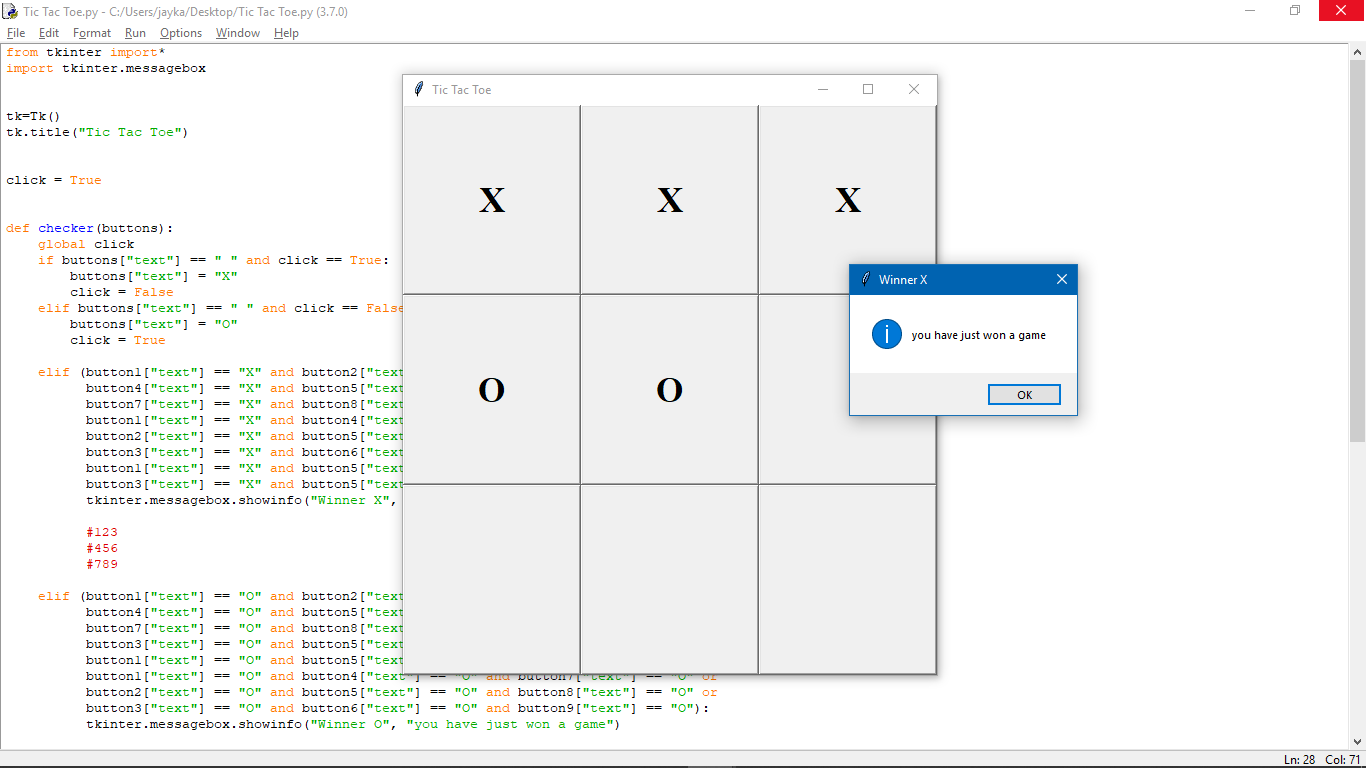 Tic Tac Toe.py - C:/Users/jayka/Desktop/Tic Tac Toe.py (3.7.0)
File Edit Format Run Options Window Help
from tkinter import*
import tkinter.messagebox
tk=Tk()
tk.title("Tic Tac Toe")
click = True
def checker(buttons):
global click
if buttons["text"] == " " and click == True:
buttons["text"] = "X"
click = False
elif buttons["text"] == " " and click == False
buttons["text"] = "O"
click = True
elif (button1["text"] == "X" and button2["text
button4["text"] == "X" and button5["text
button7["text"] == "X" and button8["text
button1["text"] == "X" and button4["text
button2["text"] == "X" and button5["text
button3["text"] == "X" and button6["text
button1["text"] == "X" and button5["text
button3["text"] == "X" and button5["text
tkinter.messagebox.showinfo("Winner X",
#123
#456
#789
elif (button1["text"] == "O" and button2["text
button4["text"] == "O" and button5["text
button7["text"] == "O" and button8["text
button3["text"] == "O" and button5["text
button1["text"] == "O" and button5["text
button1["text"] == "O" and button4["text"] == "O" and button7["text"] == "O" or
button2["text"] == "O" and button5["text"] == "O" and button8["text"] == "O" or
button3["text"] == "O" and button6["text"] == "O" and button9["text"] == "O"):
tkinter.messagebox.showinfo("Winner O", "you have just won a game")
Tic Tac Toe
X X X
O O
Winner X
you have just won a game
OK
Ln: 28 Col: 71